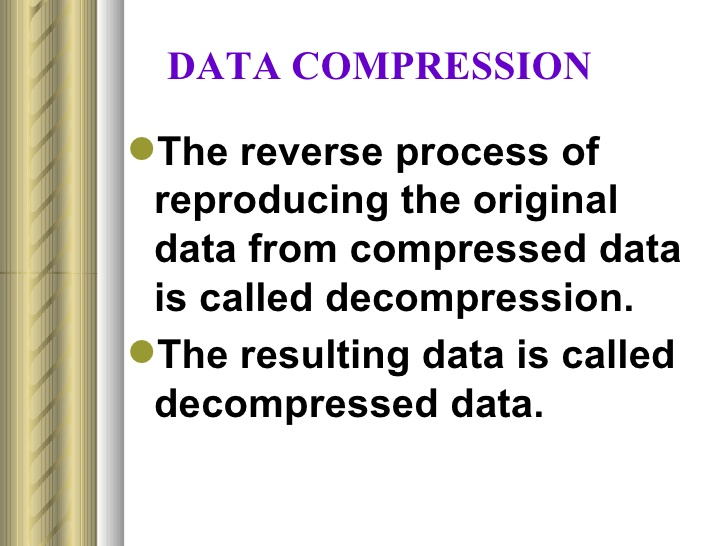 DATA COMPRESSION
The reverse process of
reproducing the original
data from compressed data
is called decompression.
The resulting data is called
decompressed data.